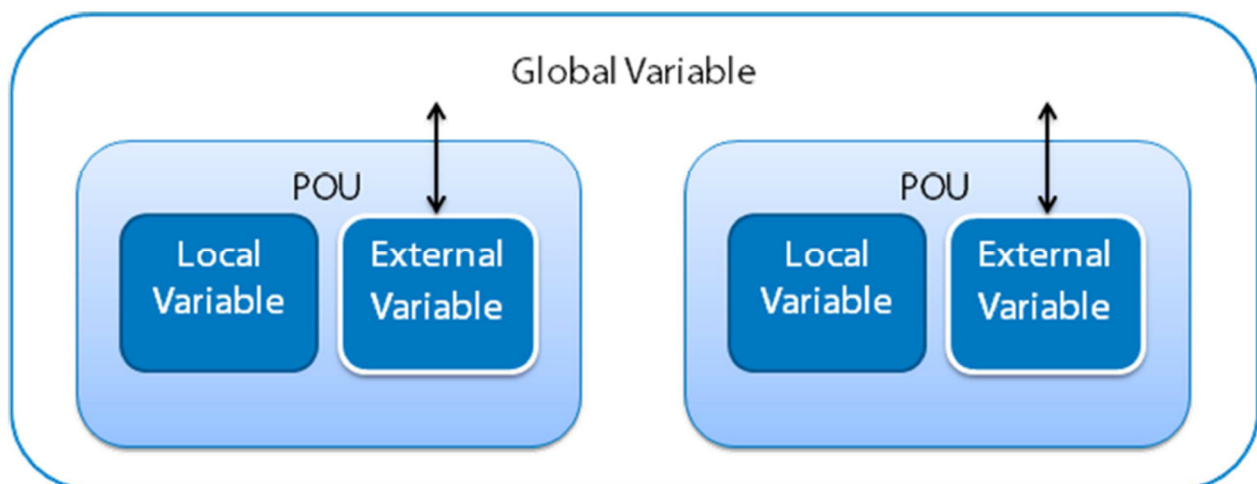 Global Variable
POU
Local
Variable
External
Variable
POU
Local
Variable
External
Variable